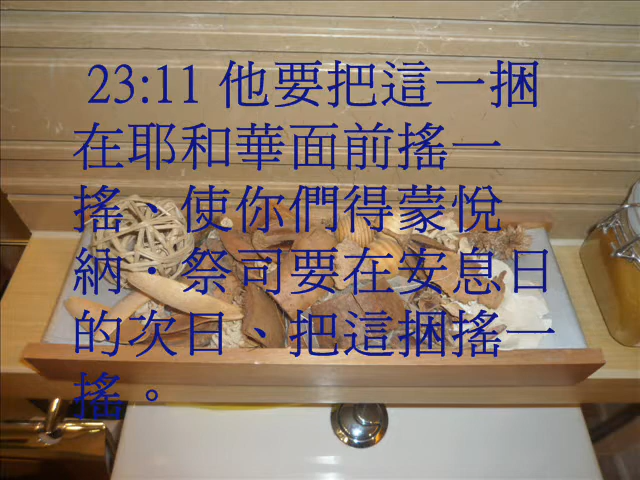 23:11 他要把這一捆
在耶和華面前搖一
搖、使你們得蒙悅
納．祭司要在安息日
的次日、把這捆搖一
搖。